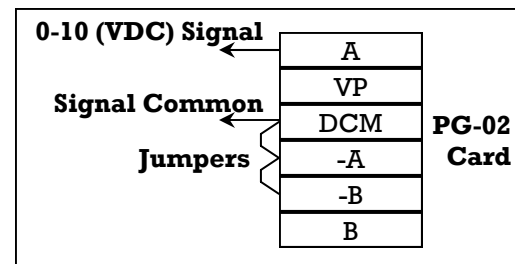 0-10 (VDC) Signal
A
VP
Signal Common
DCM
PG-02
Jumpers
-A
Card
-B
B